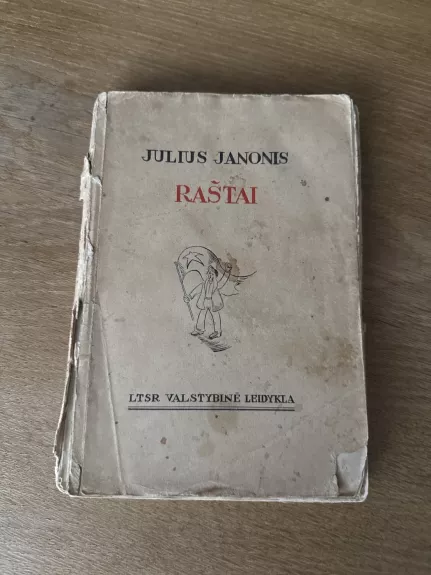 JULIUS JANONIS
RAŠTAI
LTSR VALSTYBINĖ LEIDYKLA